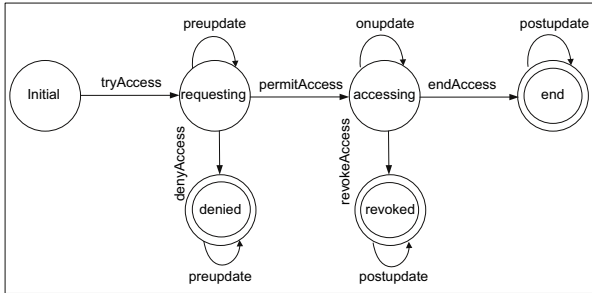 preupdate
onupdate
postupdate
Initial
tryAccess
requesting
permitAccess
accessing
endAccess
end
denyAccess
revokeAccess
denied
revoked
preupdate
postupdate